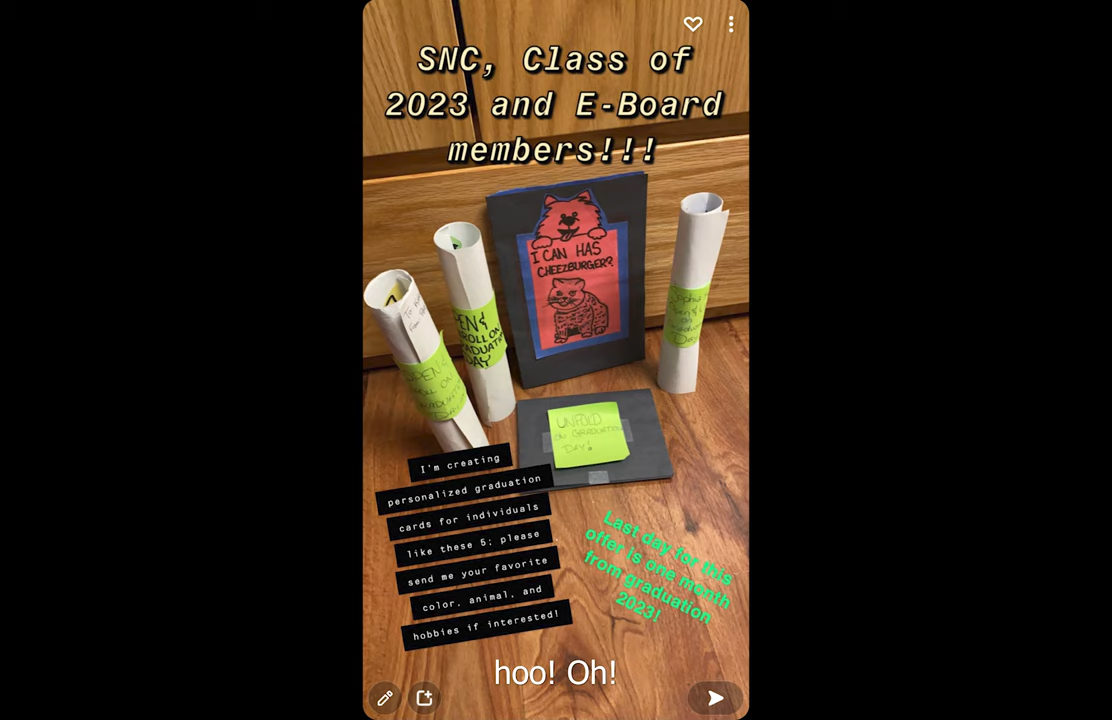 SNC, Class of
2023 and E-Board
members!!!
I CAN HAS
CHEEZBURGER?
UNROLL ON
GRADUATION
DAY
UNFOLD
ON GRADUATION
DAY!
I'm creating
personalized graduation
cards for individuals
like these 5; please
send me your favorite
color, animal, and
hobbies if interested!
Last day for this
offer is one month
from graduation
2023!
hoo! Oh!